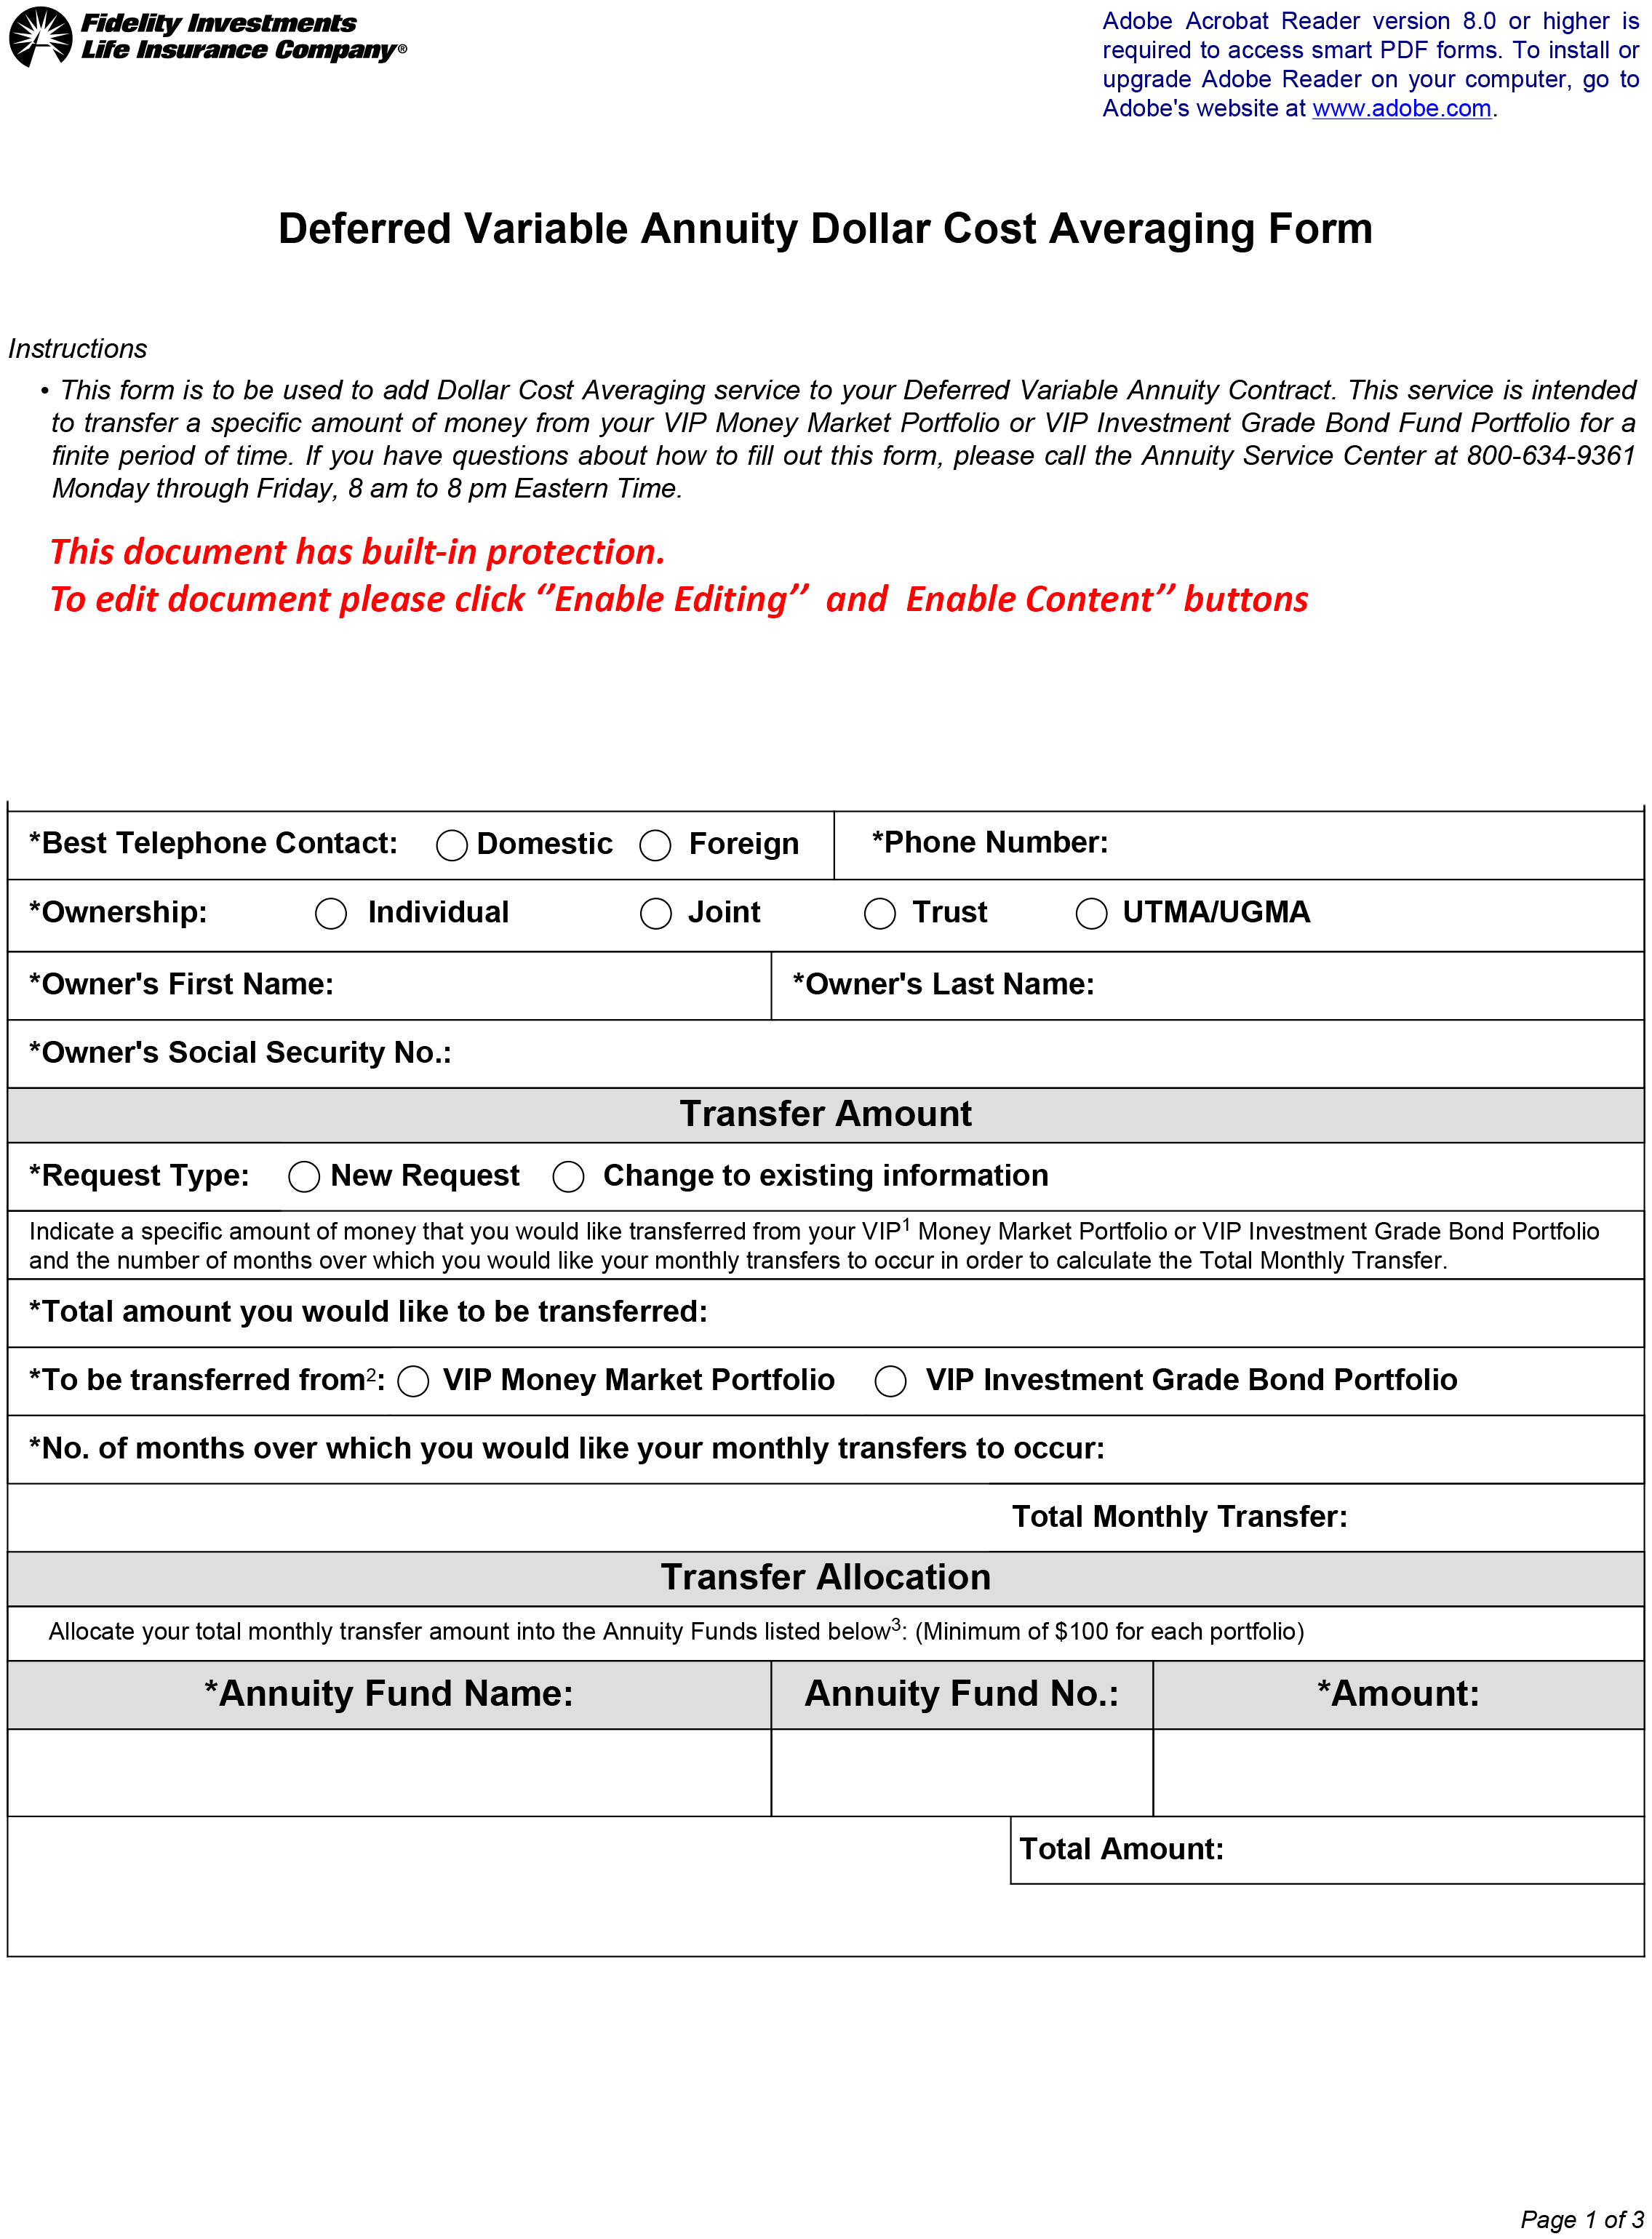 Fidelity Investments
Life Insurance Company®
Adobe Acrobat Reader version 8.0 or higher is
required to access smart PDF forms. To install or
upgrade Adobe Reader on your computer, go to
Adobe's website at www.adobe.com.
Deferred Variable Annuity Dollar Cost Averaging Form
Instructions
• This form is to be used to add Dollar Cost Averaging service to your Deferred Variable Annuity Contract. This service is intended
to transfer a specific amount of money from your VIP Money Market Portfolio or VIP Investment Grade Bond Fund Portfolio for a
finite period of time. If you have questions about how to fill out this form, please call the Annuity Service Center at 800-634-9361
Monday through Friday, 8 am to 8 pm Eastern Time.
This document has built-in protection.
To edit document please click ‘’Enable Editing’’ and Enable Content’’ buttons
*Best Telephone Contact: Domestic Foreign *Phone Number:
*Ownership: Individual Joint Trust UTMA/UGMA
*Owner's First Name: *Owner's Last Name:
*Owner's Social Security No.:
Transfer Amount
*Request Type: New Request Change to existing information
Indicate a specific amount of money that you would like transferred from your VIP1 Money Market Portfolio or VIP Investment Grade Bond Portfolio
and the number of months over which you would like your monthly transfers to occur in order to calculate the Total Monthly Transfer.
*Total amount you would like to be transferred:
*To be transferred from2: VIP Money Market Portfolio VIP Investment Grade Bond Portfolio
*No. of months over which you would like your monthly transfers to occur:
Total Monthly Transfer:
Transfer Allocation
Allocate your total monthly transfer amount into the Annuity Funds listed below3: (Minimum of $100 for each portfolio)
*Annuity Fund Name: Annuity Fund No.: *Amount:
Total Amount:
Page 1 of 3